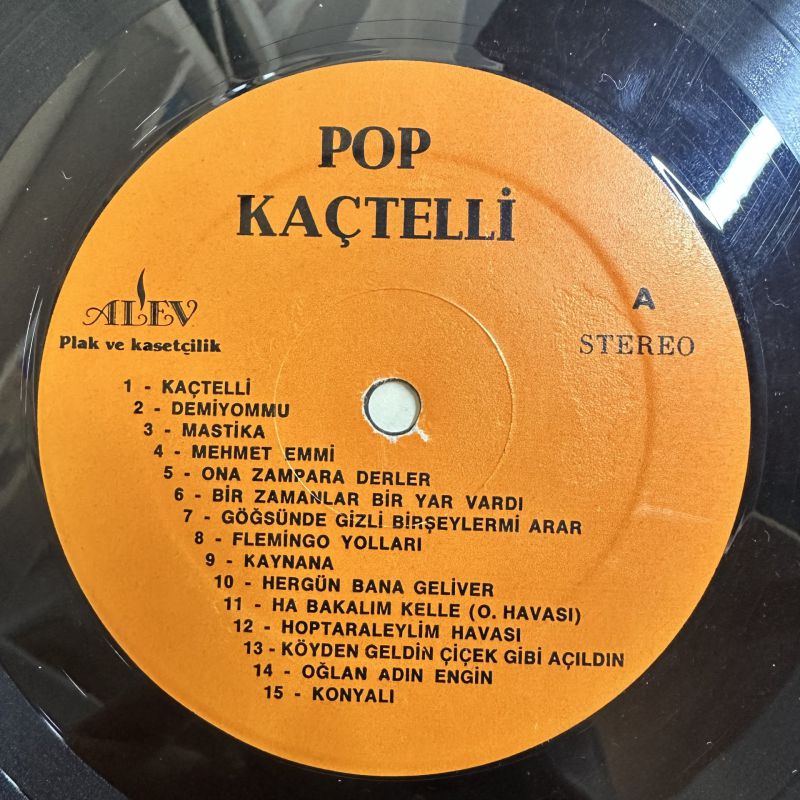 POP
KAÇTELLİ
ALEV
Plak ve kasetçilik
A
STEREO
1 - KAÇTELLİ
2 - DEMİYOMMU
3 - MASTİKA
4 - MEHMET EMMİ
5 - ONA ZAMPARA DERLER
6 - BİR ZAMANLAR BİR YAR VARDI
7 - GÖĞSÜNDE GİZLİ BİRŞEYLERMİ ARAR
8 - FLEMİNGO YOLLARI
9 - KAYNANA
10 - HERGÜN BANA GELİVER
11 - HA BAKALIM KELLE (O. HAVASI)
12 - HOPTARALEYLİM HAVASI
13 - KÖYDEN GELDİN ÇİÇEK GİBİ AÇILDIN
14 - OĞLAN ADIN ENGİN
15 - KONYALI